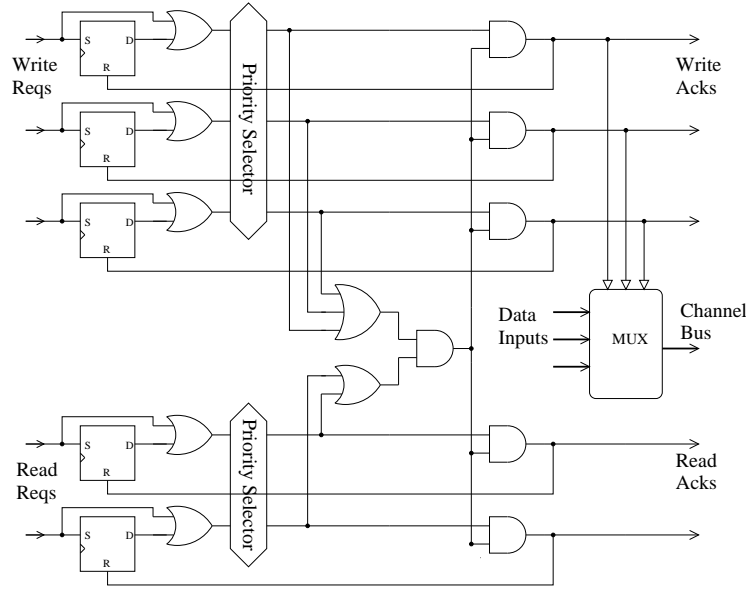 S D
R
Write
Reqs
Priority Selector
Write
Acks
S D
R
S D
R
Data
Inputs
MUX
Channel
Bus
S D
R
Read
Reqs
Priority Selector
Read
Acks
S D
R